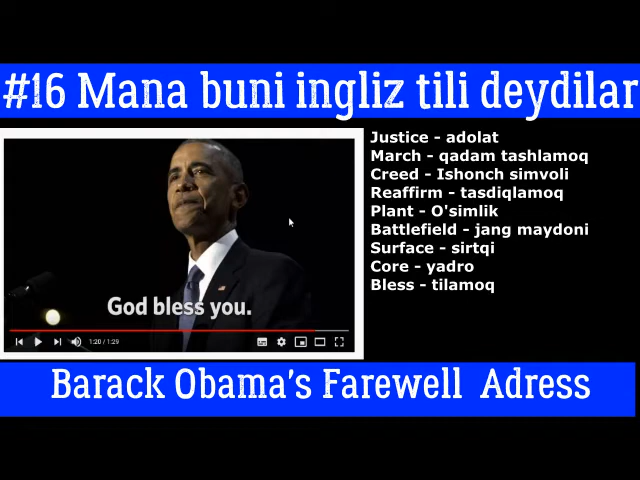 #16 Mana buni ingliz tili deydilar
Justice - adolat
March - qadam tashlamoq
Creed - Ishonch simvoli
Reaffirm - tasdiqlamoq
Plant - O'simlik
Battlefield - jang maydoni
Surface - sirtqi
Core - yadro
Bless - tilamoq
God bless you.
1:20 / 1:29
Barack Obama's Farewell Adress